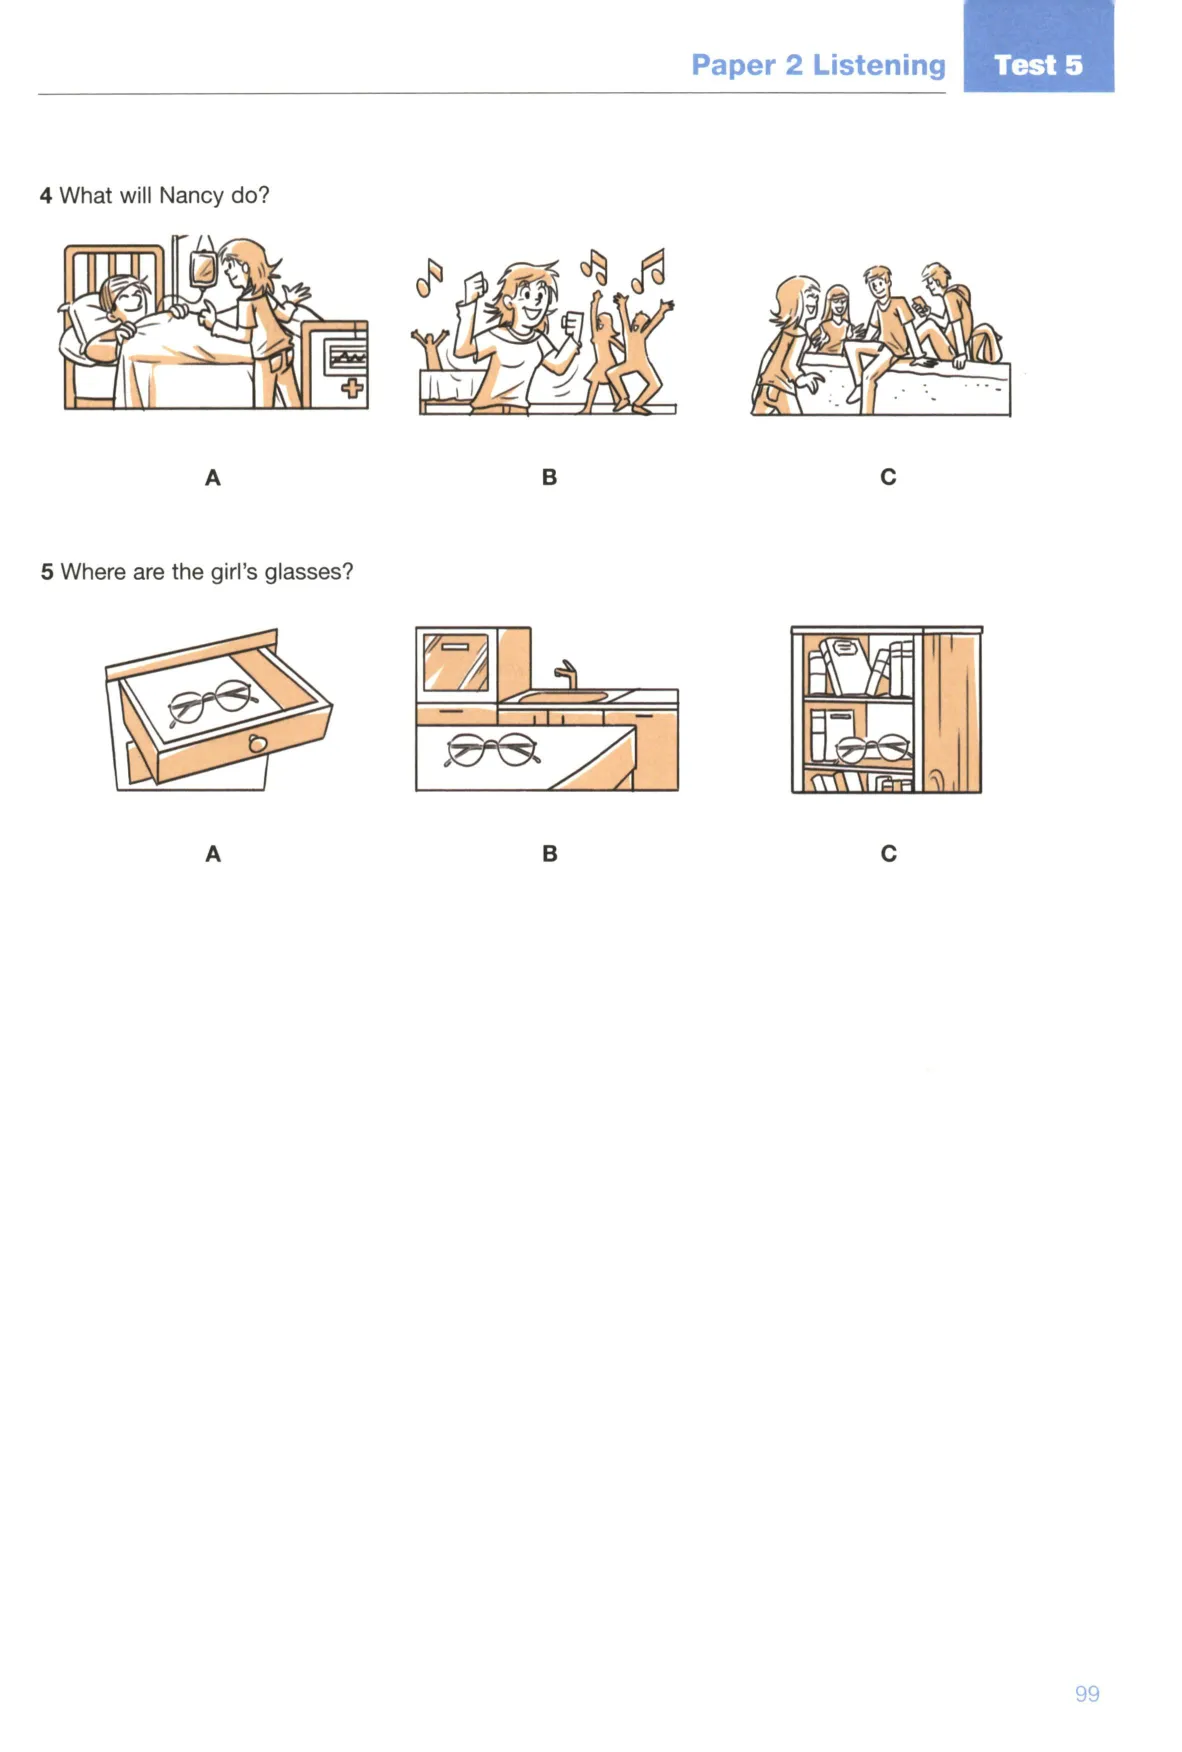 Paper 2 Listening Test 5
4 What will Nancy do?
A B C
5 Where are the girl's glasses?
A B C
99